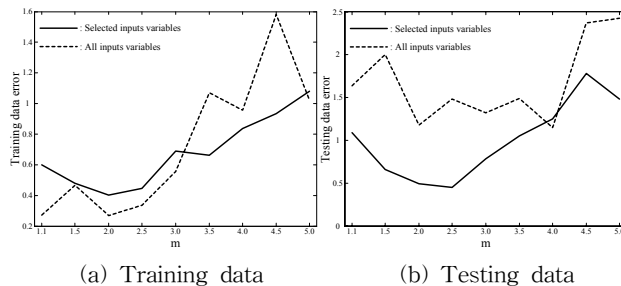 1.6
1.4
1.2
1
0.8
0.6
0.4
0.2
Training data error
: Selected inputs variables
: All inputs variables
1.1 1.5 2.0 2.5 3.0 3.5 4.0 4.5 5.0
m
(a) Training data
2.5
2
1.5
1
0.5
0
Testing data error
: Selected inputs variables
: All inputs variables
1.1 1.5 2.0 2.5 3.0 3.5 4.0 4.5 5.0
m
(b) Testing data